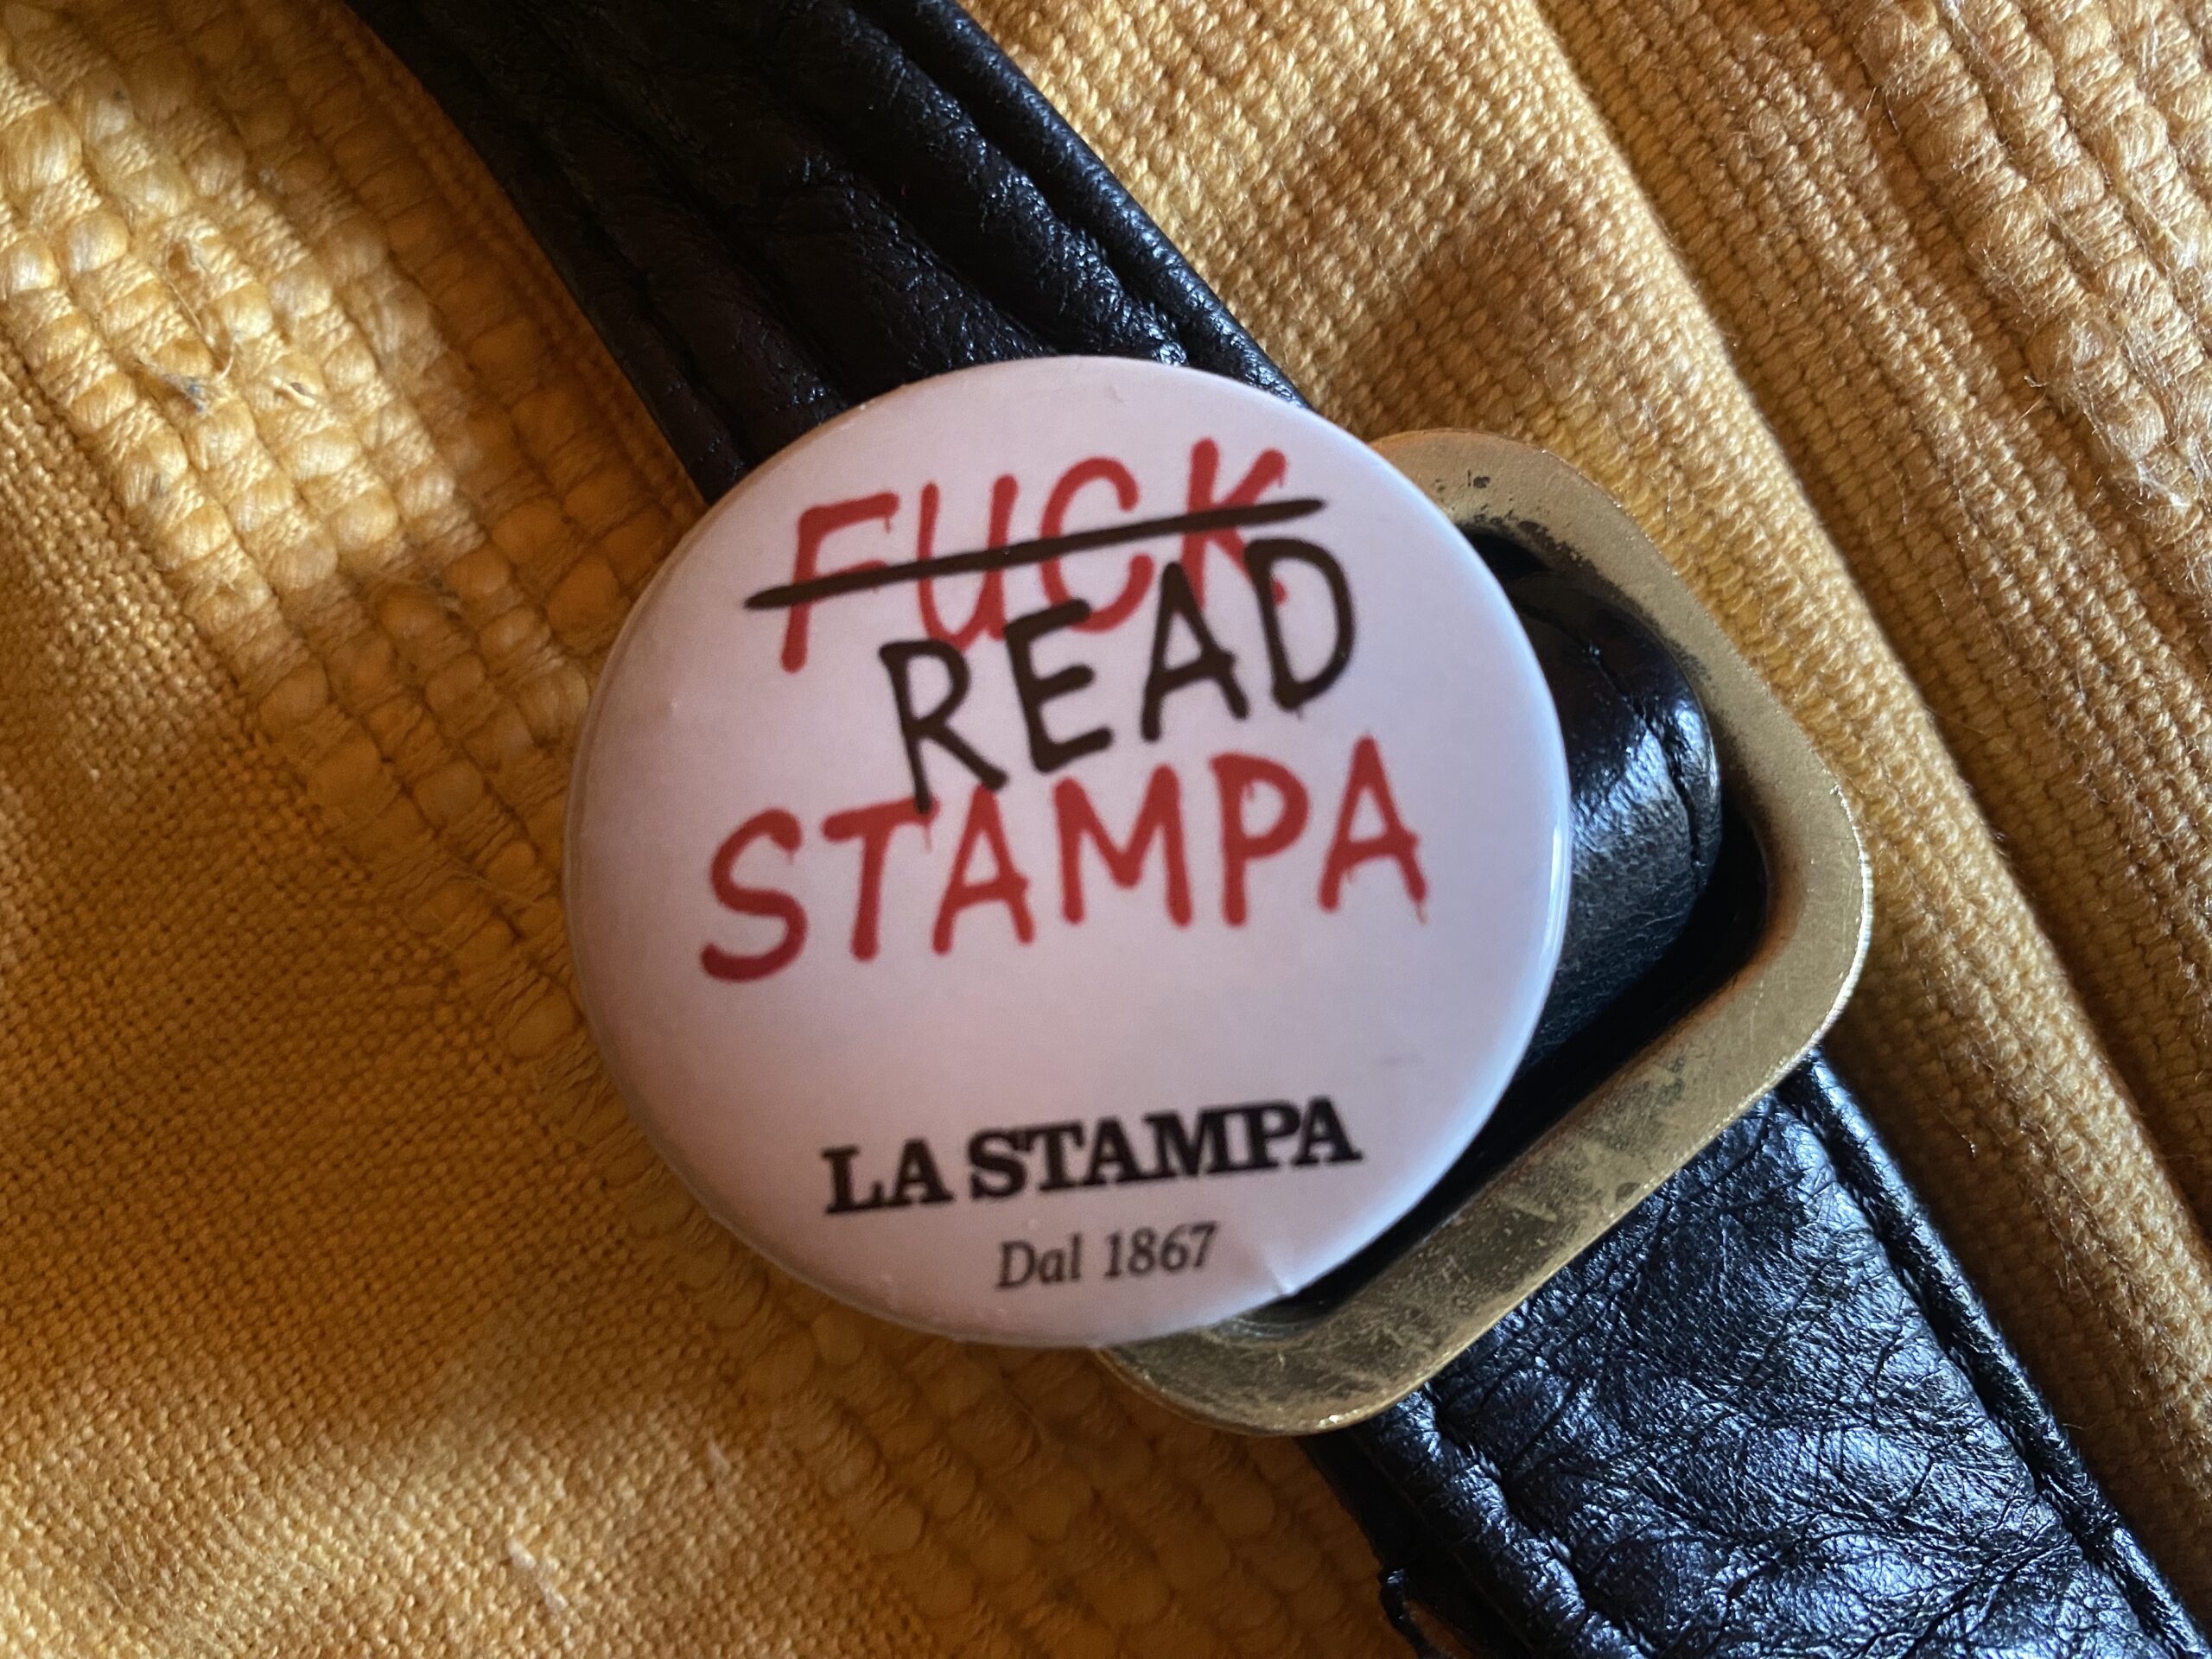 FUCK
READ
STAMPA
LA STAMPA
Dal 1867